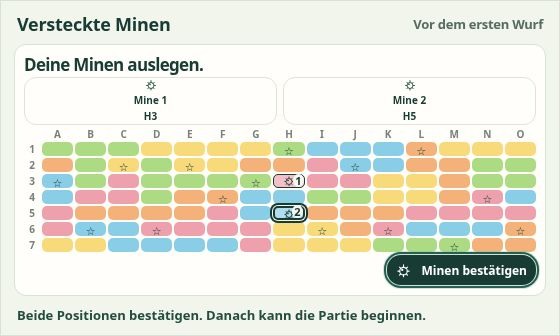 Versteckte Minen
Vor dem ersten Wurf
Deine Minen auslegen.
Mine 1
H3
Mine 2
H5
A B C D E F G H I J K L M N O
1
2
3 1
4
5 2
6
7
Minen bestätigen
Beide Positionen bestätigen. Danach kann die Partie beginnen.